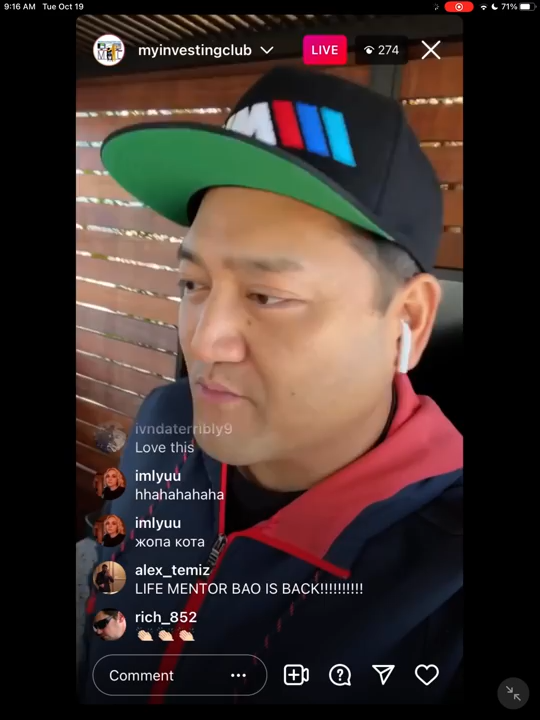 9:16 AM Tue Oct 19
71%
myinvestingclub
LIVE
274
M
ivndaterribly9
Love this
imlyuu
hhahahahaha
imlyuu
жопа кота
alex_temiz
LIFE MENTOR BAO IS BACK!!!!!!!!!!
rich_852
👏🏻👏🏻👏🏻
Comment